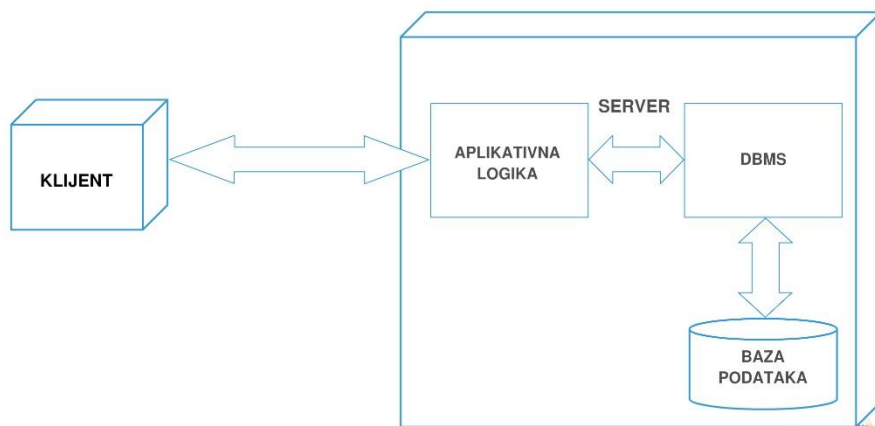 SERVER
KLIJENT
APLIKATIVNA
LOGIKA
DBMS
BAZA
PODATAKA